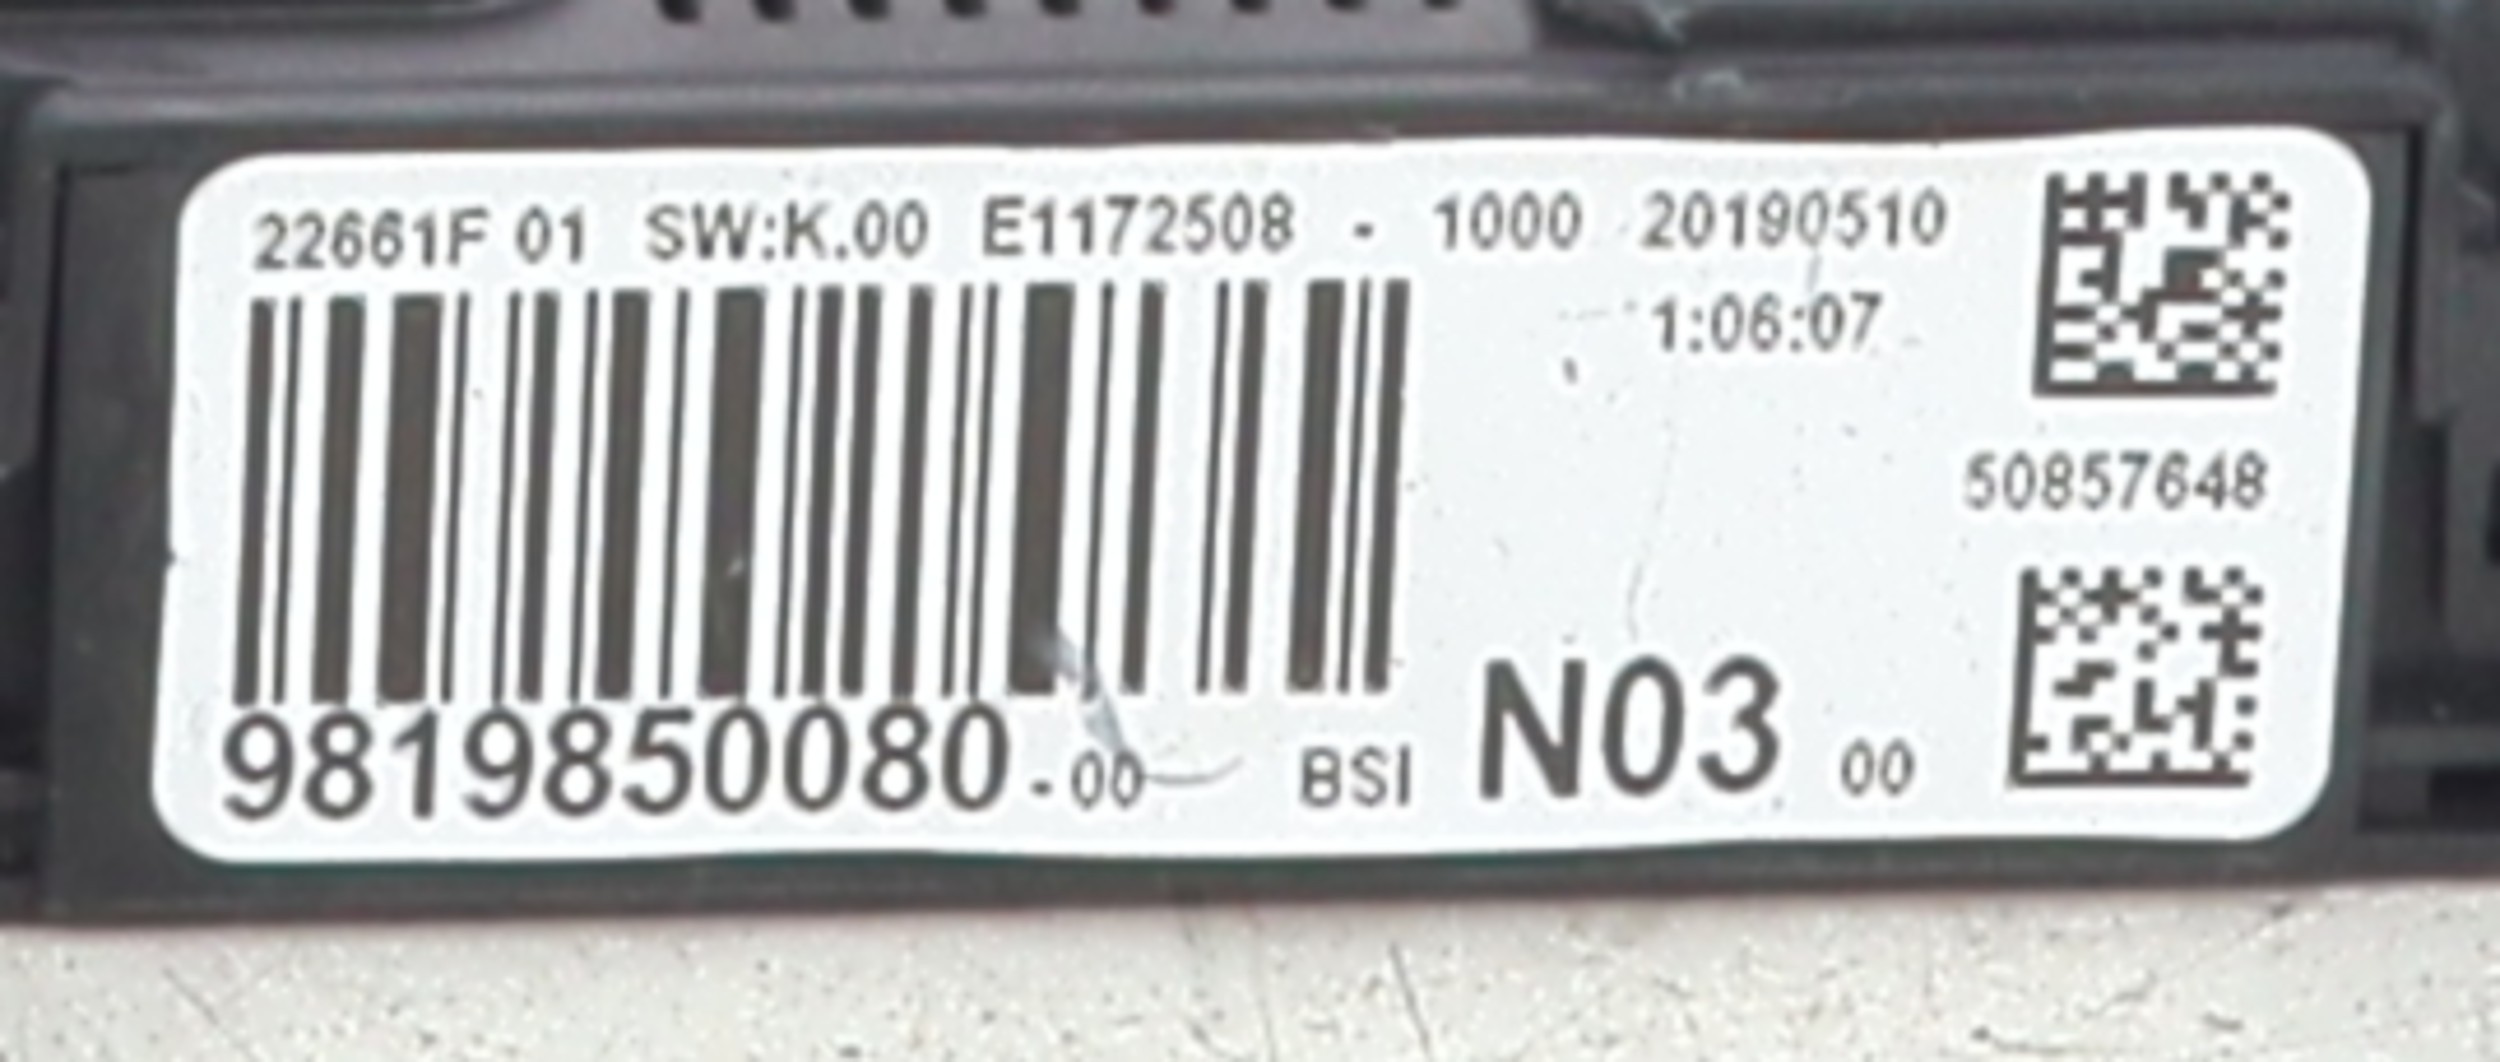 22661F 01 SW:K.00 E1172508 - 1000 20190510
1:06:07
50857648
9819850080 - 00 BSI N03 00